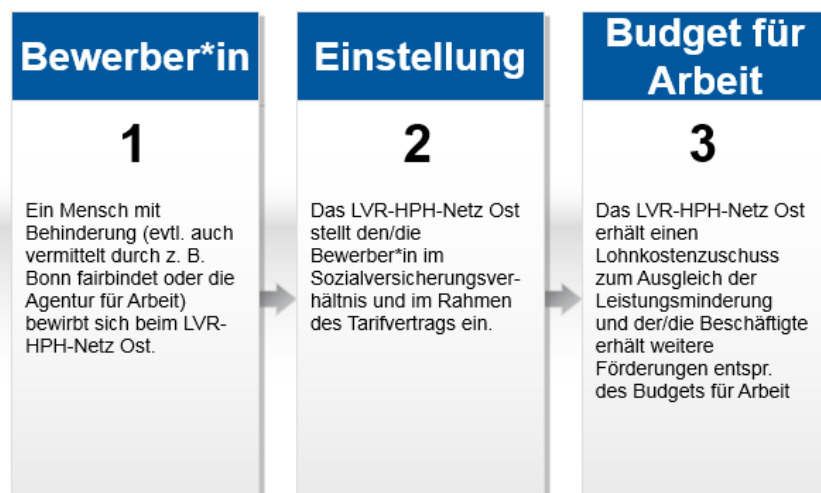 Bewerber*in
1
Ein Mensch mit
Behinderung (evtl. auch
vermittelt durch z. B.
Bonn fairbindet oder die
Agentur für Arbeit)
bewirbt sich beim LVR-
HPH-Netz Ost.
Einstellung
2
Das LVR-HPH-Netz Ost
stellt den/die
Bewerber*in im
Sozialversicherungsver-
hältnis und im Rahmen
des Tarifvertrags ein.
Budget für
Arbeit
3
Das LVR-HPH-Netz Ost
erhält einen
Lohnkostenzuschuss
zum Ausgleich der
Leistungsminderung
und der/die Beschäftigte
erhält weitere
Förderungen entspr.
des Budgets für Arbeit